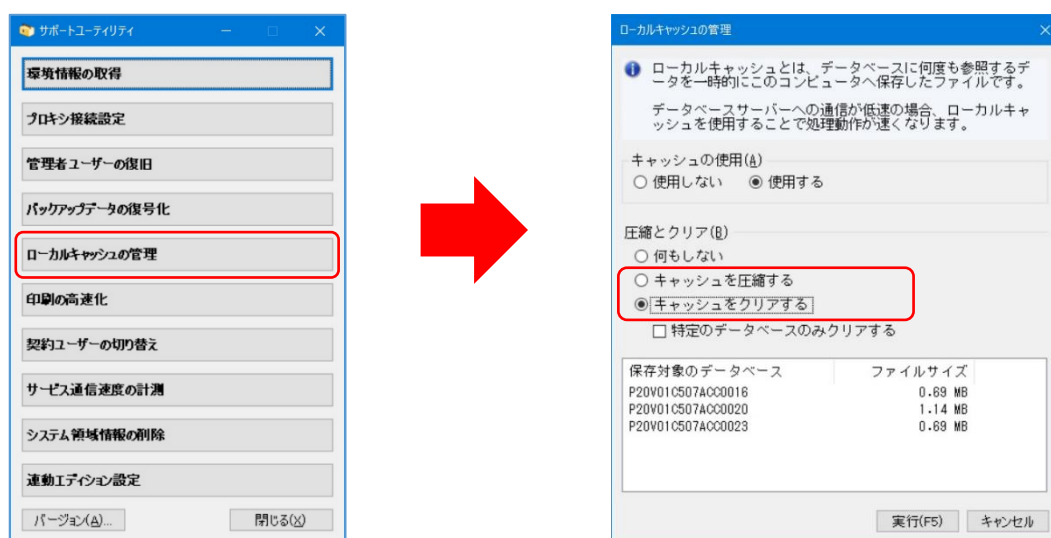 サポートユーティリティ
環境情報の取得
プロキシ接続設定
管理者ユーザーの復旧
バックアップデータの復号化
ローカルキャッシュの管理
印刷の高速化
契約ユーザーの切り替え
サービス通信速度の計測
システム領域情報の削除
連動エディション設定
バージョン(A)...
閉じる(X)
ローカルキャッシュの管理
ローカルキャッシュとは、データベースに何度も参照するデ
ータを一時的にこのコンピュータへ保存したファイルです。
データベースサーバーへの通信が低速の場合、ローカルキャ
ッシュを使用することで処理動作が速くなります。
キャッシュの使用(A)
使用しない 使用する
圧縮とクリア(B)
何もしない
キャッシュを圧縮する
キャッシュをクリアする
特定のデータベースのみクリアする
保存対象のデータベース ファイルサイズ
P20V01C507ACC0016 0.69 MB
P20V01C507ACC0020 1.14 MB
P20V01C507ACC0023 0.69 MB
実行(F5) キャンセル